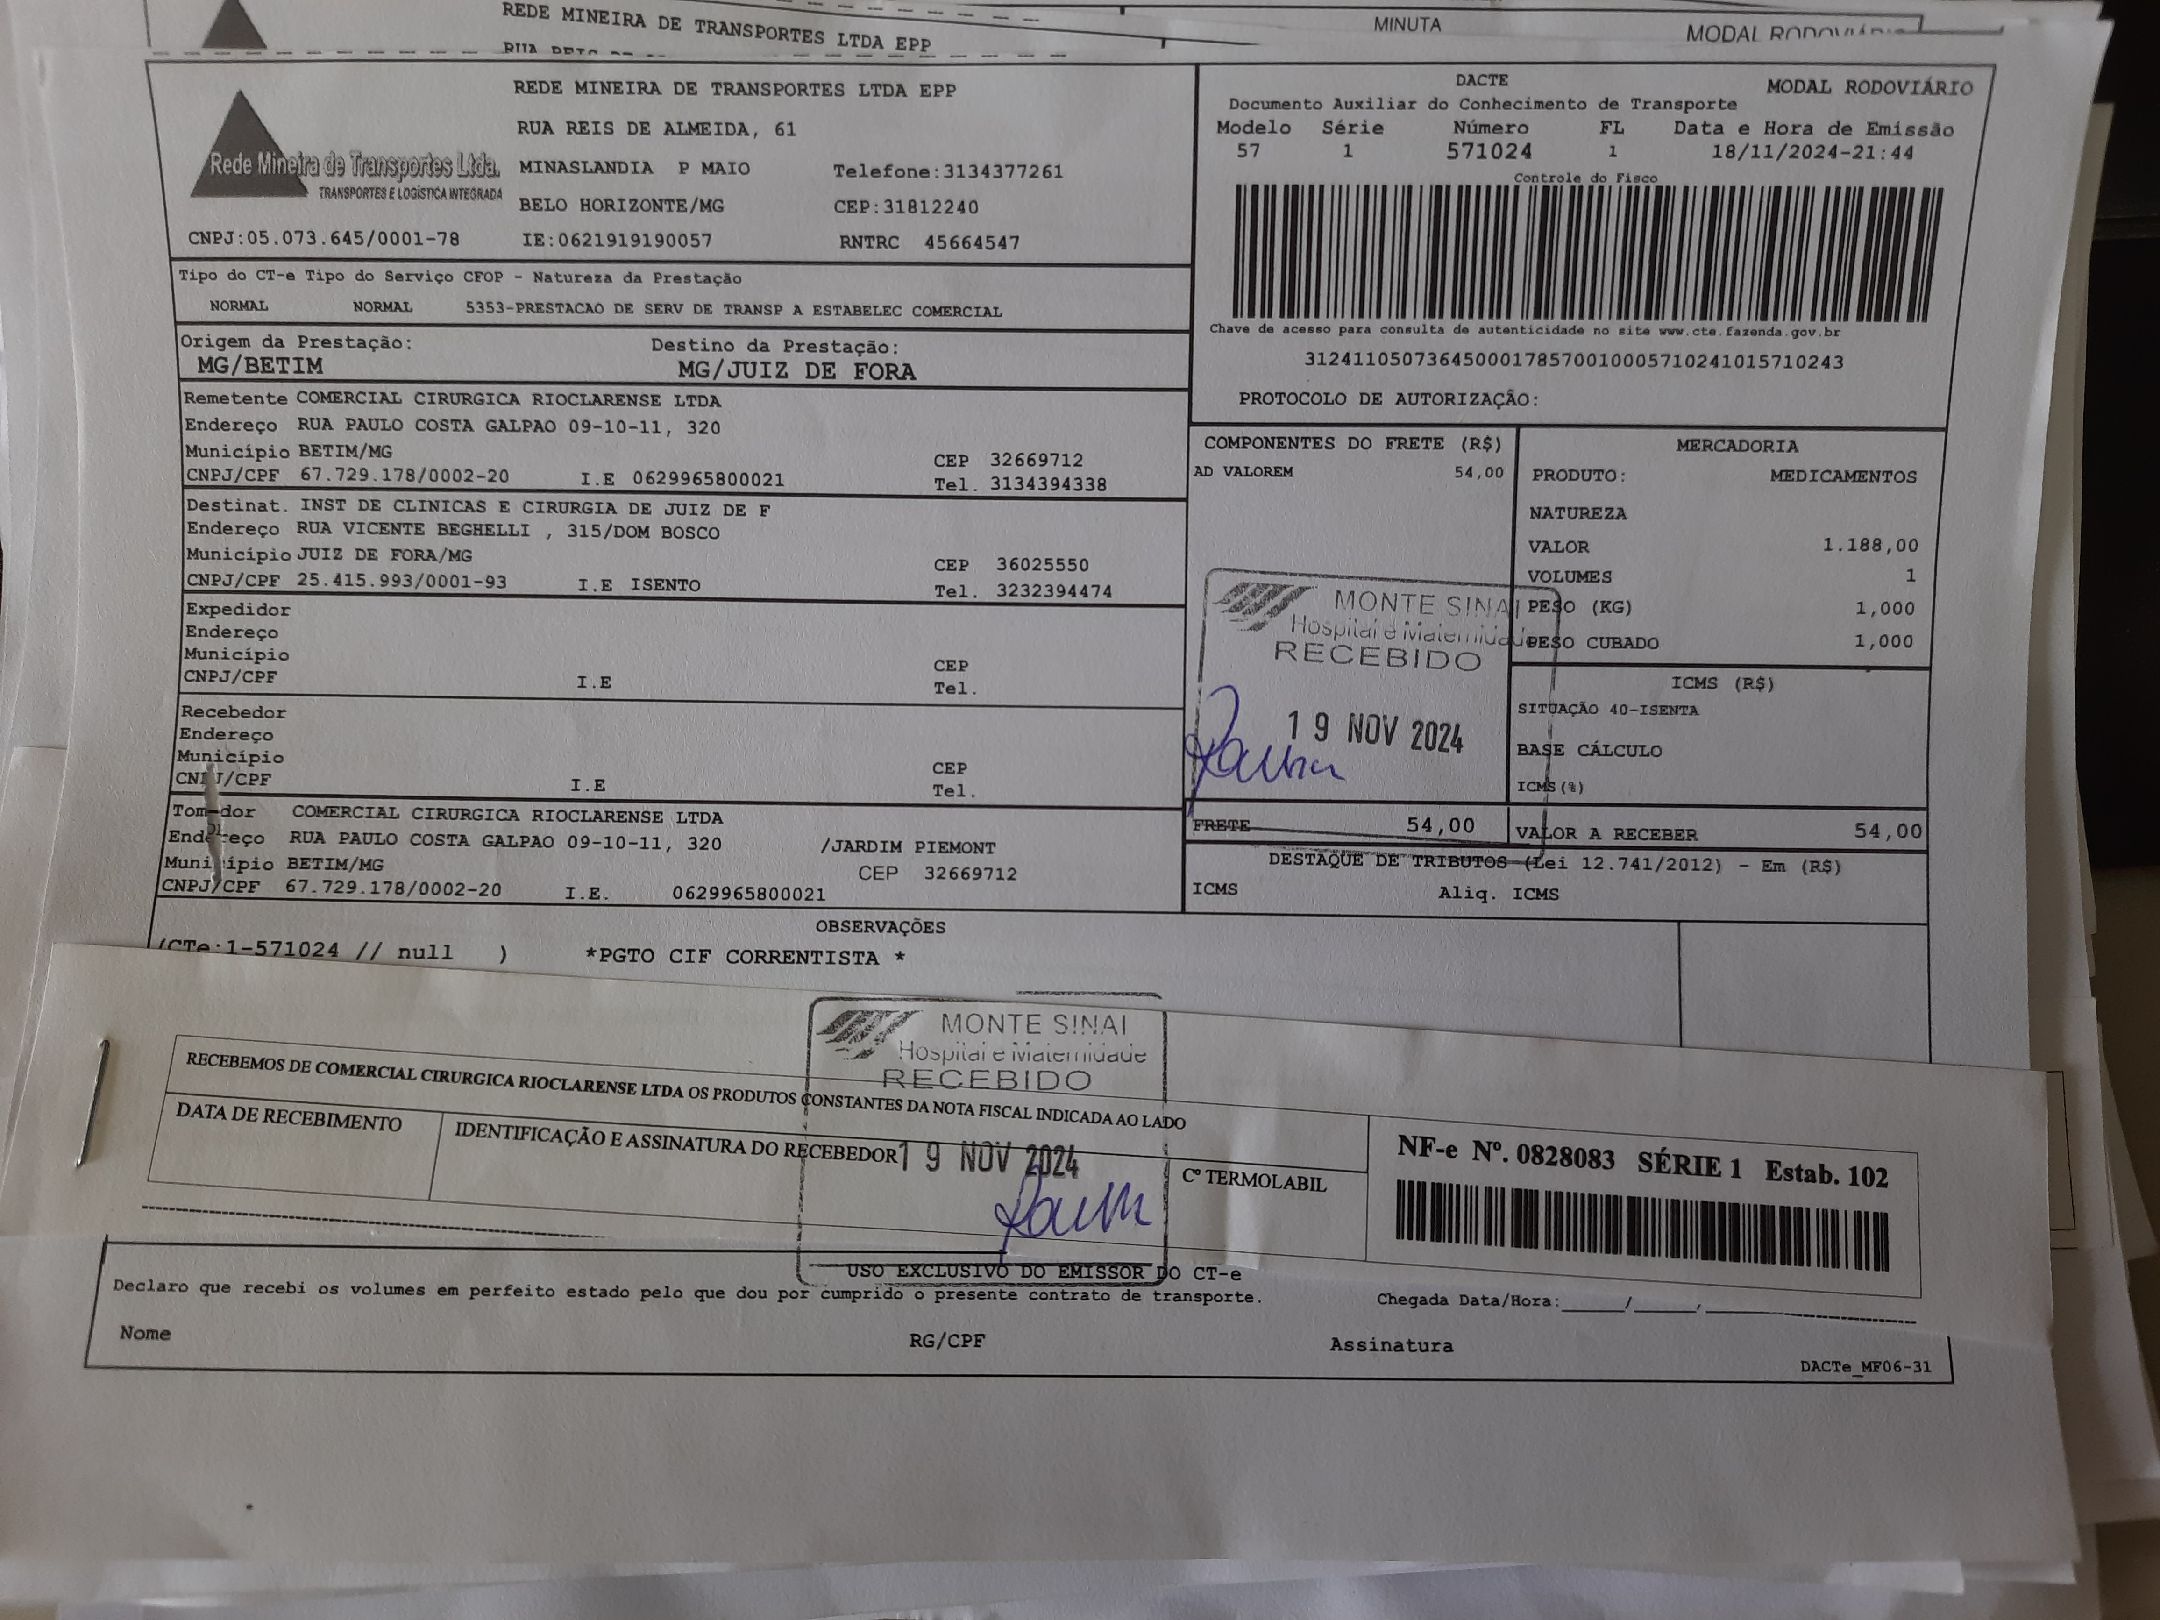 REDE MINEIRA DE TRANSPORTES LTDA EPP
MINUTA
MODAL RODOVIÁRIO
REDE MINEIRA DE TRANSPORTES LTDA EPP
RUA REIS DE ALMEIDA, 61
Rede Mineira de Transportes Ltda.
TRANSPORTES E LOGÍSTICA INTEGRADA
MINASLANDIA P MAIO Telefone:3134377261
BELO HORIZONTE/MG CEP:31812240
CNPJ:05.073.645/0001-78 IE:0621919190057 RNTRC 45664547
DACTE MODAL RODOVIÁRIO
Documento Auxiliar do Conhecimento de Transporte
Modelo Série Número FL Data e Hora de Emissão
57 1 571024 1 18/11/2024-21:44
Controle do Fisco
Chave de acesso para consulta de autenticidade no site www.cte.fazenda.gov.br
31241105073645000178570010005710241015710243
PROTOCOLO DE AUTORIZAÇÃO:
Tipo do CT-e Tipo do Serviço CFOP - Natureza da Prestação
NORMAL NORMAL 5353-PRESTACAO DE SERV DE TRANSP A ESTABELEC COMERCIAL
Origem da Prestação: Destino da Prestação:
MG/BETIM MG/JUIZ DE FORA
Remetente COMERCIAL CIRURGICA RIOCLARENSE LTDA
Endereço RUA PAULO COSTA GALPAO 09-10-11, 320
Município BETIM/MG CEP 32669712
CNPJ/CPF 67.729.178/0002-20 I.E 0629965800021 Tel. 3134394338
Destinat. INST DE CLINICAS E CIRURGIA DE JUIZ DE F
Endereço RUA VICENTE BEGHELLI , 315/DOM BOSCO
Município JUIZ DE FORA/MG CEP 36025550
CNPJ/CPF 25.415.993/0001-93 I.E ISENTO Tel. 3232394474
Expedidor
Endereço
Município CEP
CNPJ/CPF I.E Tel.
Recebedor
Endereço
Município CEP
CNPJ/CPF I.E Tel.
Tomador COMERCIAL CIRURGICA RIOCLARENSE LTDA
Endereço RUA PAULO COSTA GALPAO 09-10-11, 320 /JARDIM PIEMONT
Município BETIM/MG CEP 32669712
CNPJ/CPF 67.729.178/0002-20 I.E. 0629965800021
COMPONENTES DO FRETE (R$)
AD VALOREM 54,00
MERCADORIA
PRODUTO: MEDICAMENTOS
NATUREZA
VALOR 1.188,00
VOLUMES 1
PESO (KG) 1,000
PESO CUBADO 1,000
MONTE SINAI
Hospital e Maternidade
RECEBIDO
19 NOV 2024
ICMS (R$)
SITUAÇÃO 40-ISENTA
BASE CÁLCULO
ICMS(%)
FRETE 54,00 VALOR A RECEBER 54,00
DESTAQUE DE TRIBUTOS (Lei 12.741/2012) - Em (R$)
ICMS Aliq. ICMS
OBSERVAÇÕES
(CTe:1-571024 // null ) *PGTO CIF CORRENTISTA *
MONTE SINAI
Hospital e Maternidade
RECEBIDO
19 NOV 2024
RECEBEMOS DE COMERCIAL CIRURGICA RIOCLARENSE LTDA OS PRODUTOS CONSTANTES DA NOTA FISCAL INDICADA AO LADO
DATA DE RECEBIMENTO IDENTIFICAÇÃO E ASSINATURA DO RECEBEDOR Cº TERMOLABIL
NF-e Nº. 0828083 SÉRIE 1 Estab. 102
USO EXCLUSIVO DO EMISSOR DO CT-e
Declaro que recebi os volumes em perfeito estado pelo que dou por cumprido o presente contrato de transporte. Chegada Data/Hora:______/______,
Nome RG/CPF Assinatura
DACTe_MF06-31